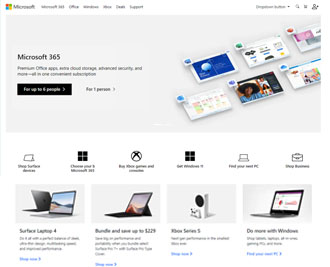 Microsoft
Microsoft 365
Office
Windows
Xbox
Deals
Support
Dropdown button
Microsoft 365
Premium Office apps, extra cloud storage, advanced security, and
more—all in one convenient subscription
For up to 6 people >
For 1 person >
Shop Surface
devices
Choose your
Microsoft 365
Buy Xbox games and
consoles
Get Windows 11
Find your next PC
Shop Business
Surface Laptop 4
Do it all with a perfect balance of sleek,
ultra-thin design, multitasking speed,
and improved performance.
Shop now >
Bundle and save up to $229
Save big on performance and
portability, when you bundle select
Surface Pro 7+ with Surface Pro Type
Cover.
Shop now >
Xbox Series S
Next gen performance in the smallest
Xbox ever.
Shop now >
Do more with Windows
Shop tablets, laptops, all-in-ones,
gaming PCs, and more.
Find your next PC >